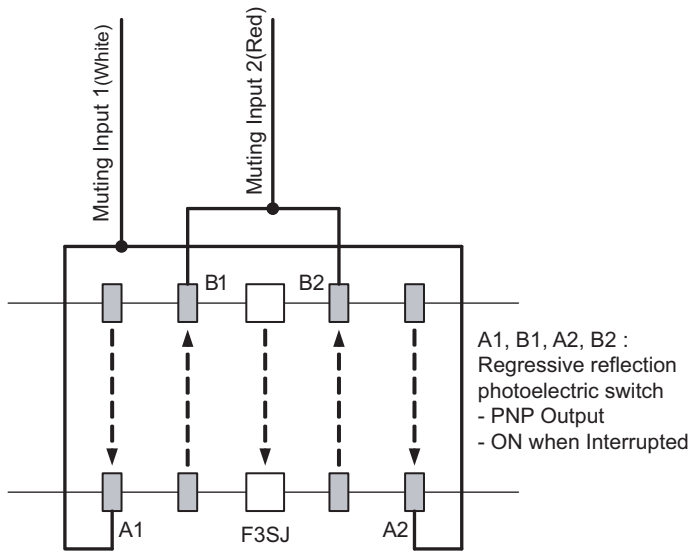 Muting Input 1(White)
Muting Input 2(Red)
B1
B2
A1, B1, A2, B2 :
Regressive reflection
photoelectric switch
- PNP Output
- ON when Interrupted
A1
F3SJ
A2